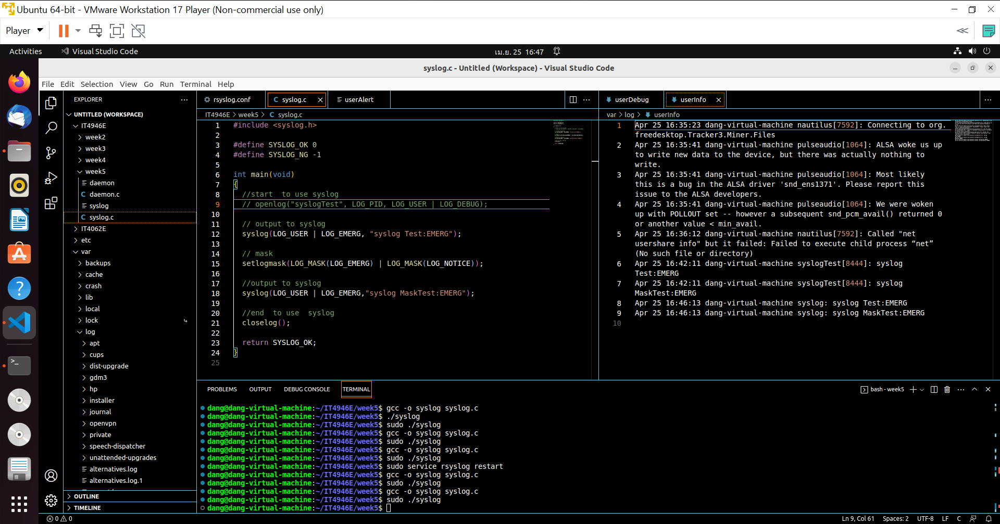 Ubuntu 64-bit - VMware Workstation 17 Player (Non-commercial use only)
Player
Activities
Visual Studio Code
เม.ย. 25 16:47
syslog.c - Untitled (Workspace) - Visual Studio Code
File Edit Selection View Go Run Terminal Help
EXPLORER
UNTITLED (WORKSPACE)
IT4946E
week2
week3
week4
week5
daemon
daemon.c
syslog
syslog.c
IT4062E
etc
var
backups
cache
crash
lib
local
lock
log
apt
cups
dist-upgrade
gdm3
hp
installer
journal
openvpn
private
speech-dispatcher
unattended-upgrades
alternatives.log
alternatives.log.1
OUTLINE
TIMELINE
rsyslog.conf
syslog.c
userAlert
IT4946E > week5 > C syslog.c
1 #include <syslog.h>
2
3 #define SYSLOG_OK 0
4 #define SYSLOG_NG -1
5
6 int main(void)
7 {
8 //start  to use syslog
9 // openlog("syslogTest", LOG_PID, LOG_USER | LOG_DEBUG);
10
11 // output to syslog
12 syslog(LOG_USER | LOG_EMERG, "syslog Test:EMERG");
13
14 // mask
15 setlogmask(LOG_MASK(LOG_EMERG) | LOG_MASK(LOG_NOTICE));
16
17 //output to syslog
18 syslog(LOG_USER | LOG_EMERG,"syslog MaskTest:EMERG");
19
20 //end  to use  syslog
21 closelog();
22
23 return SYSLOG_OK;
24 }
25
userDebug
userInfo
var > log > userInfo
1 Apr 25 16:35:23 dang-virtual-machine nautilus[7592]: Connecting to org.
freedesktop.Tracker3.Miner.Files
2 Apr 25 16:35:41 dang-virtual-machine pulseaudio[1064]: ALSA woke us up
to write new data to the device, but there was actually nothing to
write.
3 Apr 25 16:35:41 dang-virtual-machine pulseaudio[1064]: Most likely
this is a bug in the ALSA driver 'snd_ens1371'. Please report this
issue to the ALSA developers.
4 Apr 25 16:35:41 dang-virtual-machine pulseaudio[1064]: We were woken
up with POLLOUT set -- however a subsequent snd_pcm_avail() returned 0
or another value < min_avail.
5 Apr 25 16:36:12 dang-virtual-machine nautilus[7592]: Called "net
usershare info" but it failed: Failed to execute child process “net”
(No such file or directory)
6 Apr 25 16:42:11 dang-virtual-machine syslogTest[8444]: syslog
Test:EMERG
7 Apr 25 16:42:11 dang-virtual-machine syslogTest[8444]: syslog
MaskTest:EMERG
8 Apr 25 16:46:13 dang-virtual-machine syslog: syslog Test:EMERG
9 Apr 25 16:46:13 dang-virtual-machine syslog: syslog MaskTest:EMERG
10
PROBLEMS OUTPUT DEBUG CONSOLE TERMINAL
bash - week5
dang@dang-virtual-machine:~/IT4946E/week5$ gcc -o syslog syslog.c
dang@dang-virtual-machine:~/IT4946E/week5$ ./syslog
dang@dang-virtual-machine:~/IT4946E/week5$ sudo ./syslog
dang@dang-virtual-machine:~/IT4946E/week5$ gcc -o syslog syslog.c
dang@dang-virtual-machine:~/IT4946E/week5$ sudo ./syslog
dang@dang-virtual-machine:~/IT4946E/week5$ gcc -o syslog syslog.c
dang@dang-virtual-machine:~/IT4946E/week5$ sudo ./syslog
dang@dang-virtual-machine:~/IT4946E/week5$ sudo service rsyslog restart
dang@dang-virtual-machine:~/IT4946E/week5$ gcc -o syslog syslog.c
dang@dang-virtual-machine:~/IT4946E/week5$ sudo ./syslog
dang@dang-virtual-machine:~/IT4946E/week5$ gcc -o syslog syslog.c
dang@dang-virtual-machine:~/IT4946E/week5$ sudo ./syslog
dang@dang-virtual-machine:~/IT4946E/week5$
0 0
Ln 9, Col 61 Spaces: 2 UTF-8 LF C